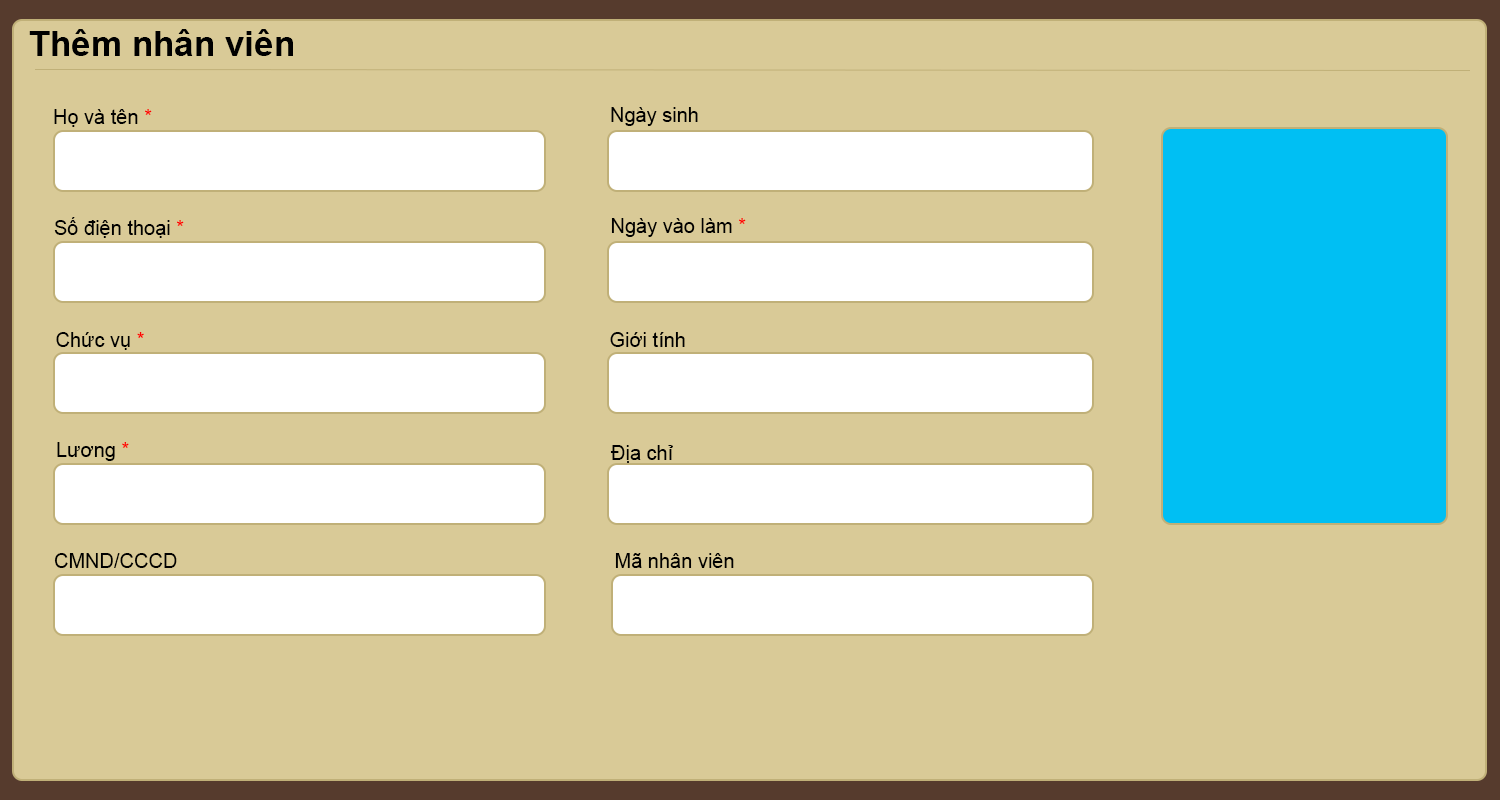 Thêm nhân viên
Họ và tên *
Ngày sinh
Số điện thoại *
Ngày vào làm *
Chức vụ *
Giới tính
Lương *
Địa chỉ
CMND/CCCD
Mã nhân viên